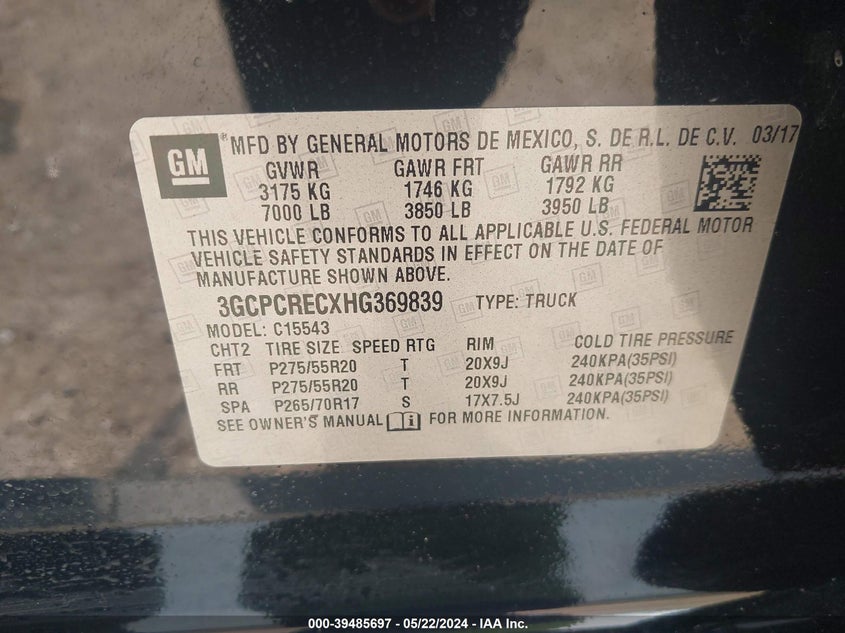 GM ® MFD BY GENERAL MOTORS DE MEXICO, S. DE R.L. DE C.V. 03/17
GVWR GAWR FRT GAWR RR
3175 KG 1746 KG 1792 KG
7000 LB 3850 LB 3950 LB
THIS VEHICLE CONFORMS TO ALL APPLICABLE U.S. FEDERAL MOTOR
VEHICLE SAFETY STANDARDS IN EFFECT ON THE DATE OF
MANUFACTURE SHOWN ABOVE.
3GCPCRECXHG369839 TYPE: TRUCK
MODEL: C15543
CHT2 TIRE SIZE SPEED RTG RIM COLD TIRE PRESSURE
FRT P275/55R20 T 20X9J 240KPA(35PSI)
RR P275/55R20 T 20X9J 240KPA(35PSI)
SPA P265/70R17 S 17X7.5J 240KPA(35PSI)
SEE OWNER'S MANUAL i FOR MORE INFORMATION.
000-39485697 - 05/22/2024 - IAA Inc.